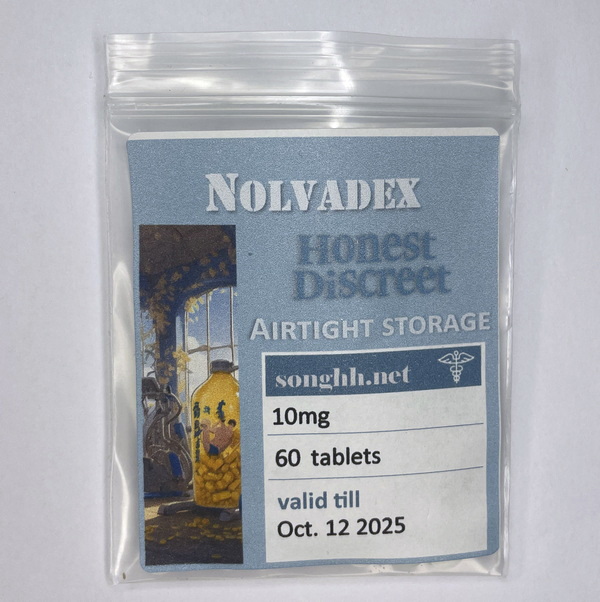 NOLVADEX
Honest
Discreet
AIRTIGHT STORAGE
songhh.net
10mg
60 tablets
valid till
Oct. 12 2025